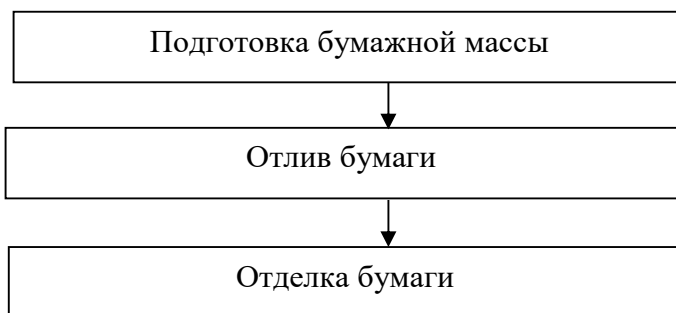 Подготовка бумажной массы
Отлив бумаги
Отделка бумаги